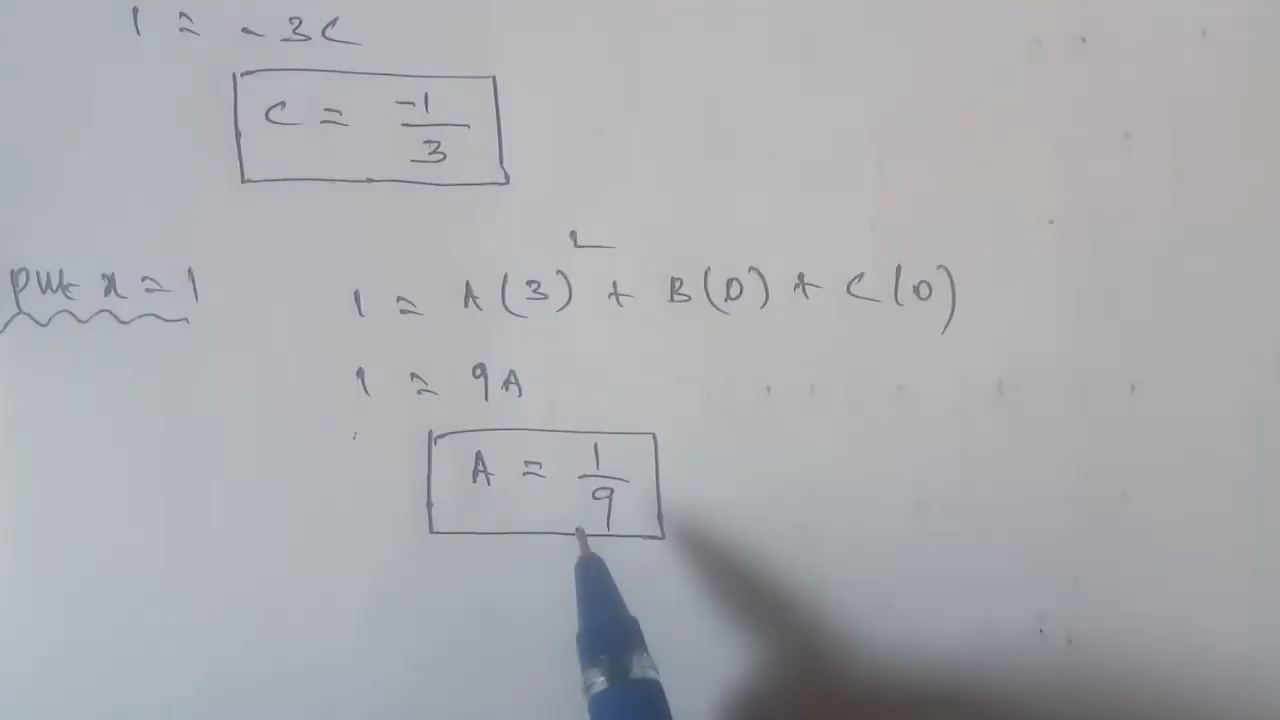 1 = -3C
C = -1/3
put x = 1 1 = A(3)² + B(0) + C(0)
1 = 9A
A = 1/9